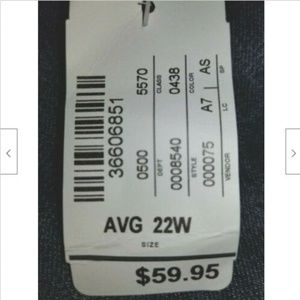 36606851
0500 5570
DEPT CLASS
0008540 0438
STYLE COLOR
000075 A7 AS
VENDOR LC SP
AVG 22W
SIZE
$59.95